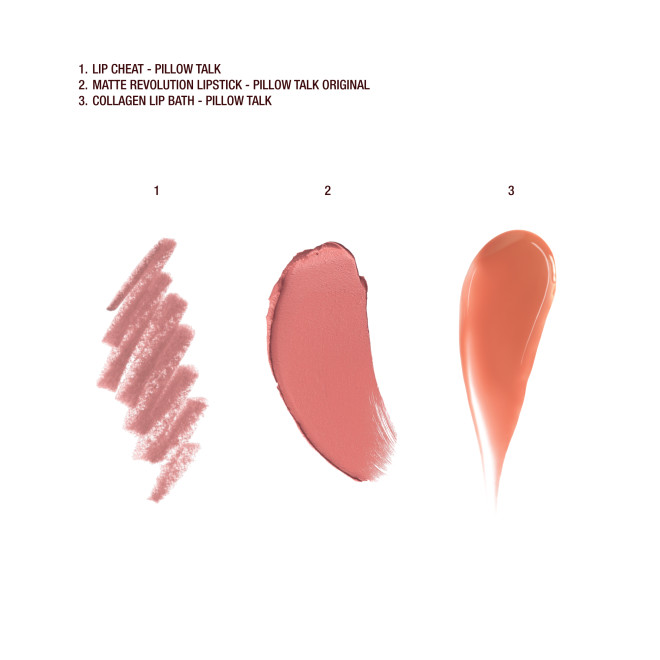 1. LIP CHEAT - PILLOW TALK
2. MATTE REVOLUTION LIPSTICK - PILLOW TALK ORIGINAL
3. COLLAGEN LIP BATH - PILLOW TALK
1 2 3